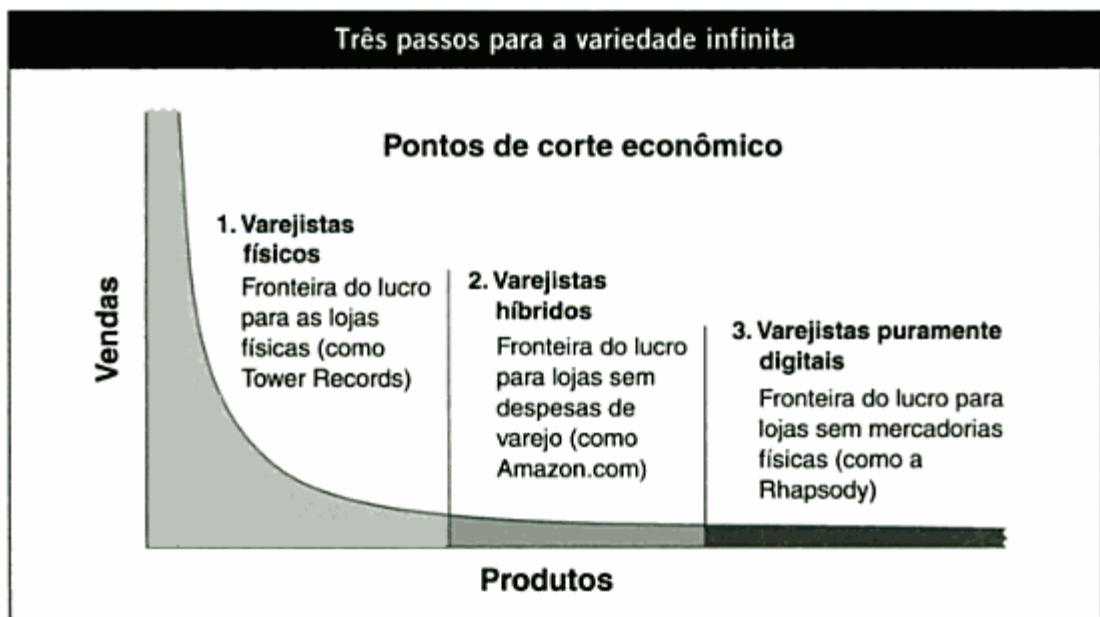 Três passos para a variedade infinita
Pontos de corte econômico
1. Varejistas
físicos
Fronteira do lucro
para as lojas
físicas (como
Tower Records)
2. Varejistas
híbridos
Fronteira do lucro
para lojas sem
despesas de
varejo (como
Amazon.com)
3. Varejistas puramente
digitais
Fronteira do lucro para
lojas sem mercadorias
físicas (como a
Rhapsody)
Vendas
Produtos